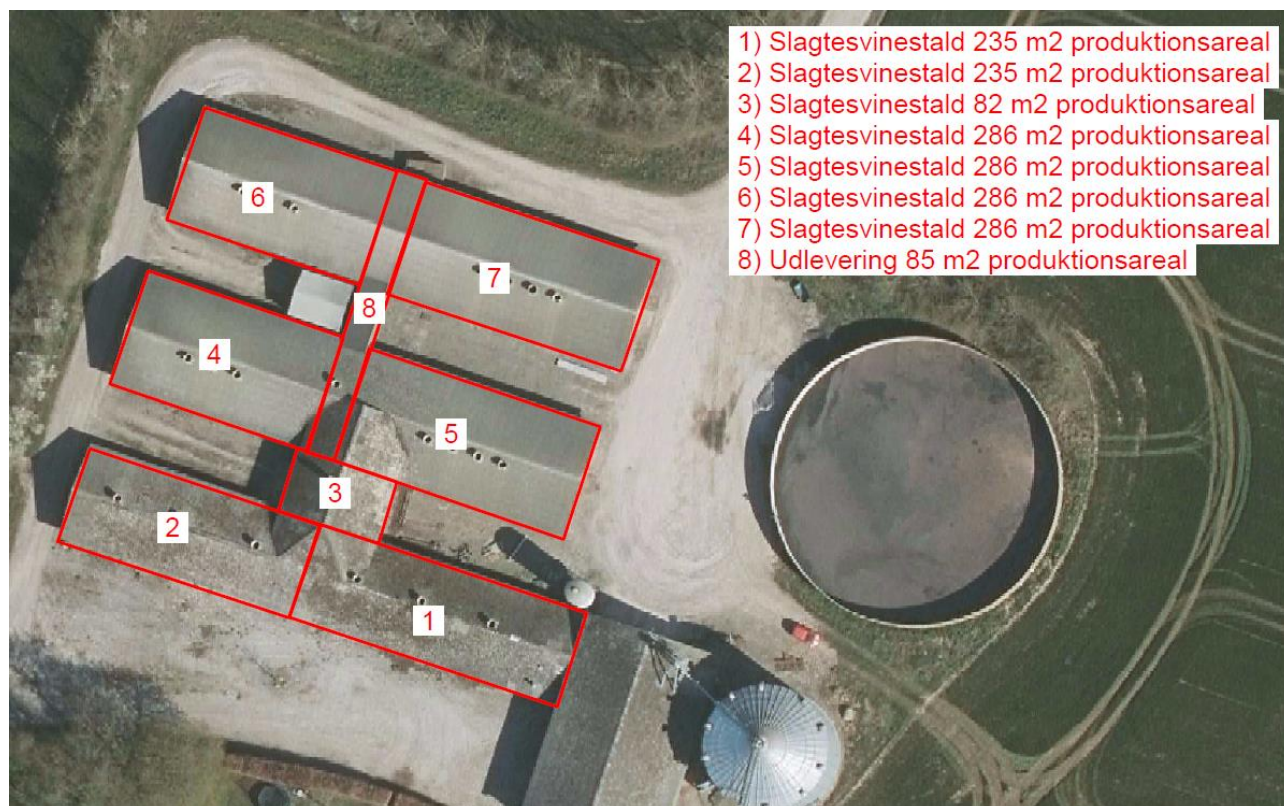 1) Slagtesvinestald 235 m2 produktionsareal
2) Slagtesvinestald 235 m2 produktionsareal
3) Slagtesvinestald 82 m2 produktionsareal
4) Slagtesvinestald 286 m2 produktionsareal
5) Slagtesvinestald 286 m2 produktionsareal
6) Slagtesvinestald 286 m2 produktionsareal
7) Slagtesvinestald 286 m2 produktionsareal
8) Udlevering 85 m2 produktionsareal
6
7
8
4
5
3
2
1